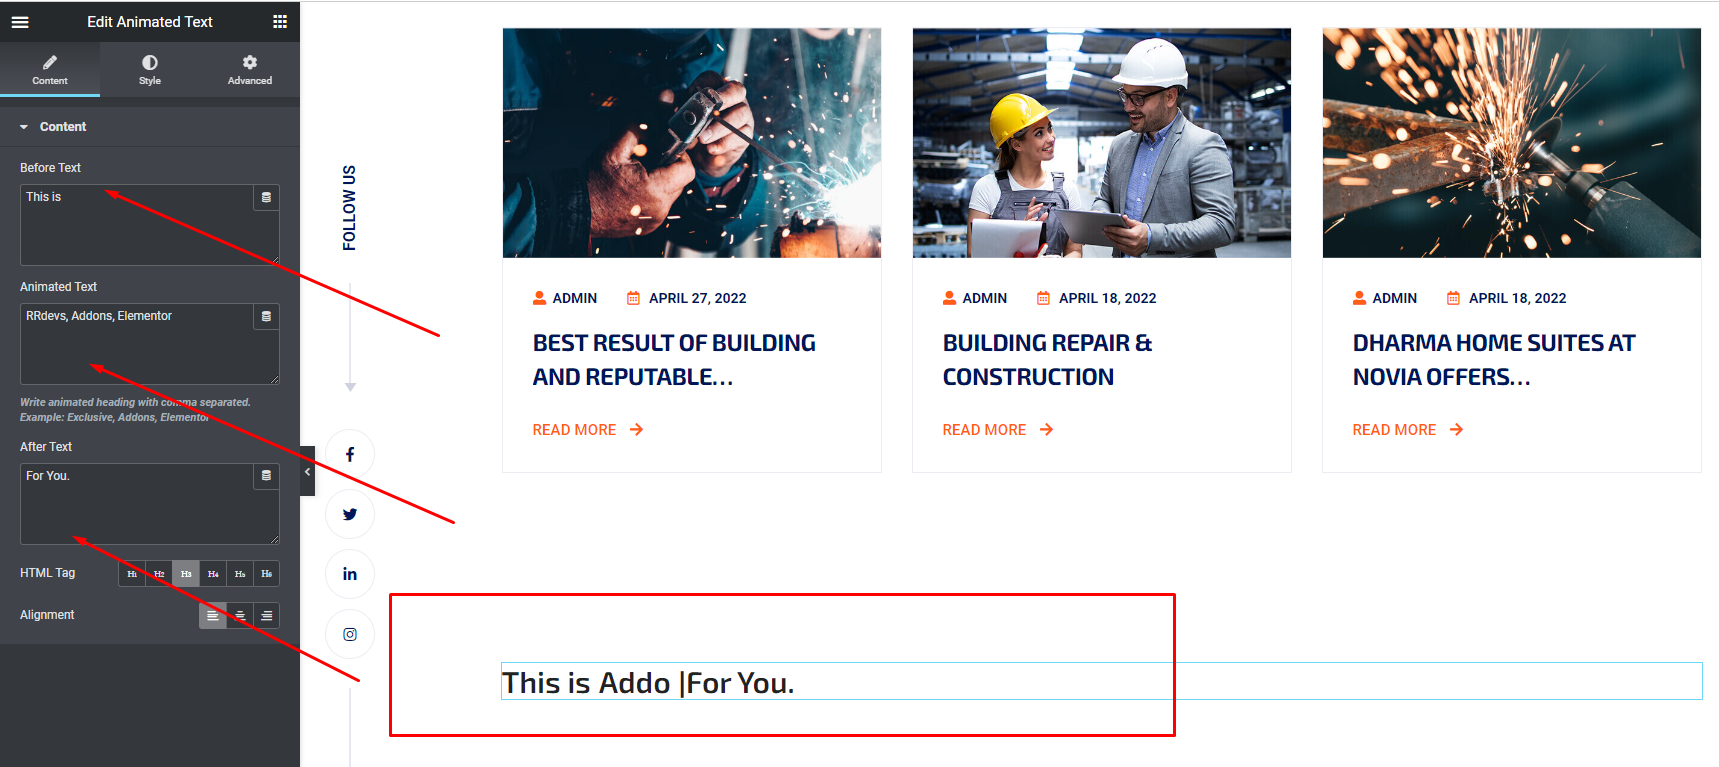 Edit Animated Text
Content
Style
Advanced
Content
Before Text
This is
Animated Text
RRdevs, Addons, Elementor
Write animated heading with comma separated.
Example: Exclusive, Addons, Elementor
After Text
For You.
HTML Tag
H1 H2 H3 H4 H5 H6
Alignment
FOLLOW US
ADMIN APRIL 27, 2022
BEST RESULT OF BUILDING
AND REPUTABLE...
READ MORE
ADMIN APRIL 18, 2022
BUILDING REPAIR &
CONSTRUCTION
READ MORE
ADMIN APRIL 18, 2022
DHARMA HOME SUITES AT
NOVIA OFFERS...
READ MORE
This is Addo |For You.